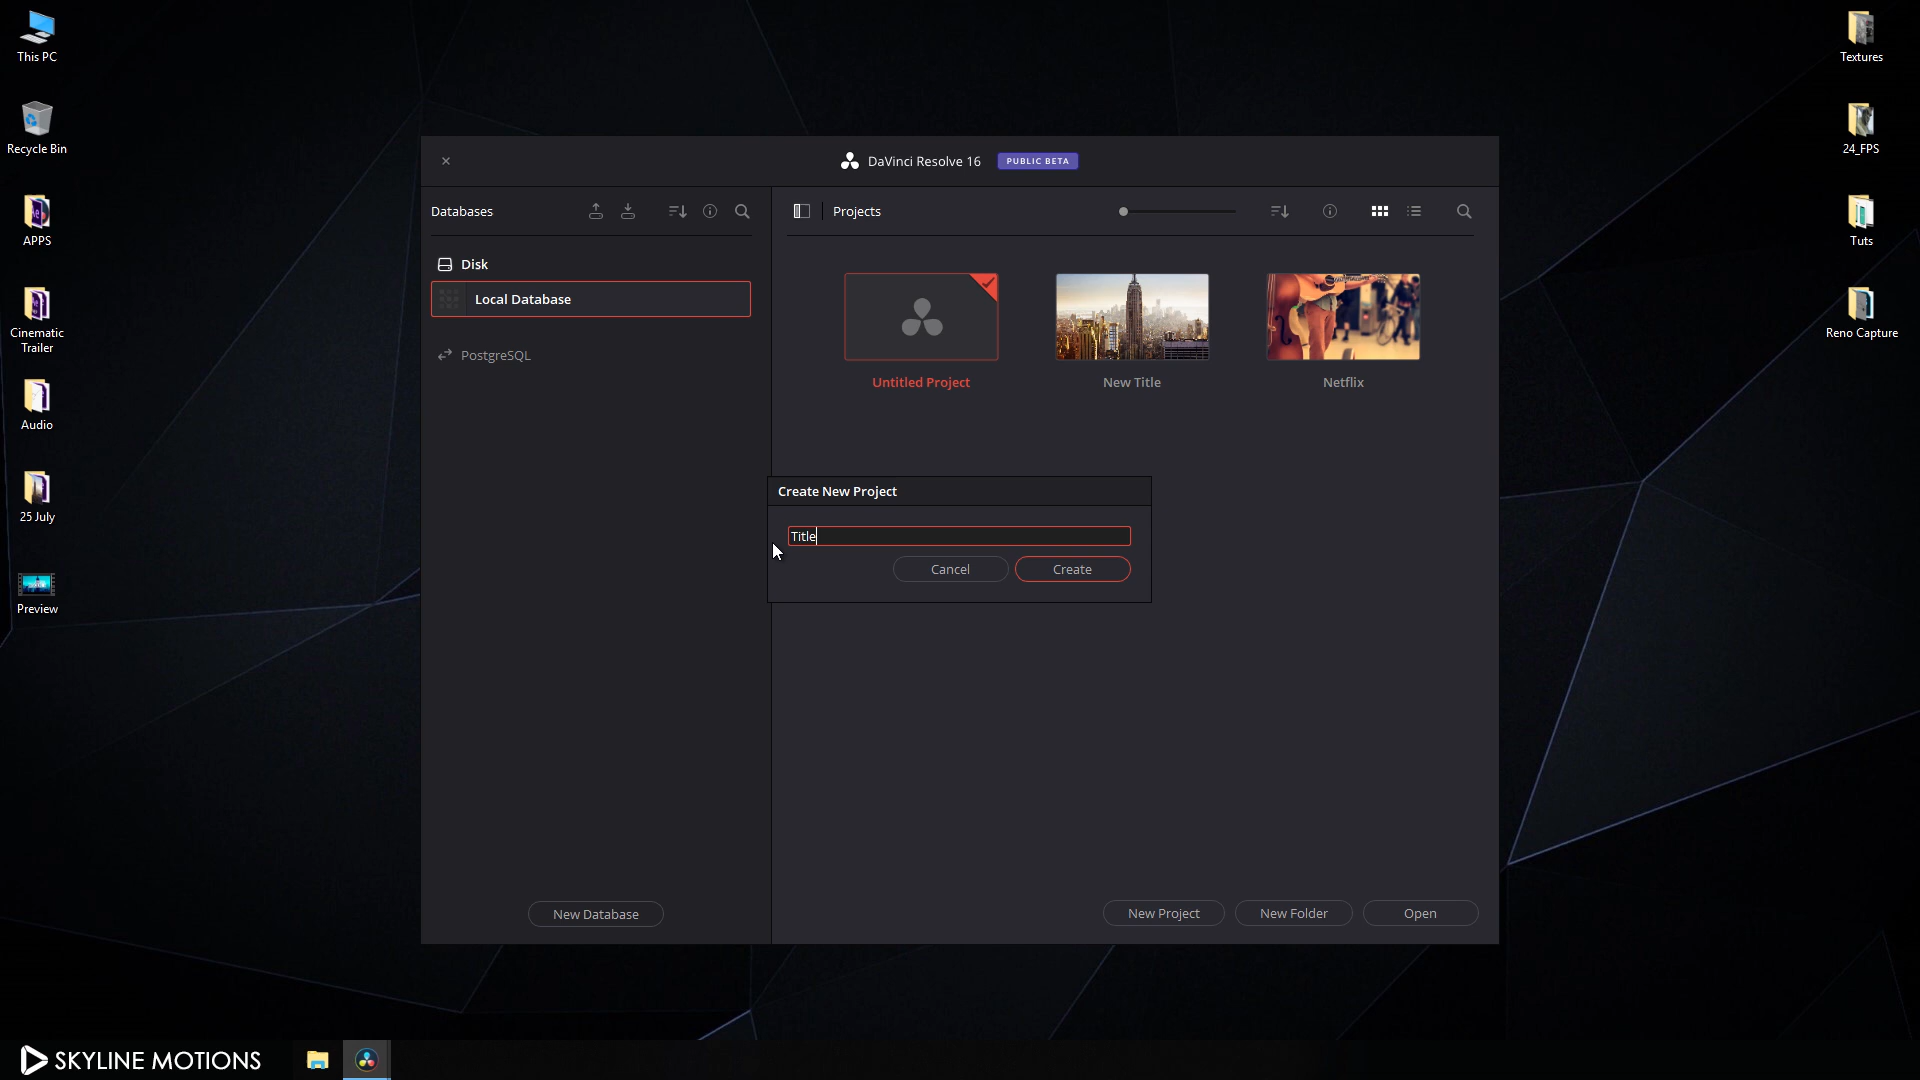 This PC
Recycle Bin
APPS
Cinematic
Trailer
Audio
25 July
Preview
Textures
24_FPS
Tuts
Reno Capture
DaVinci Resolve 16
PUBLIC BETA
Databases
Projects
Disk
Local Database
PostgreSQL
Untitled Project
New Title
Netflix
Create New Project
Title
Cancel
Create
New Database
New Project
New Folder
Open
SKYLINE MOTIONS